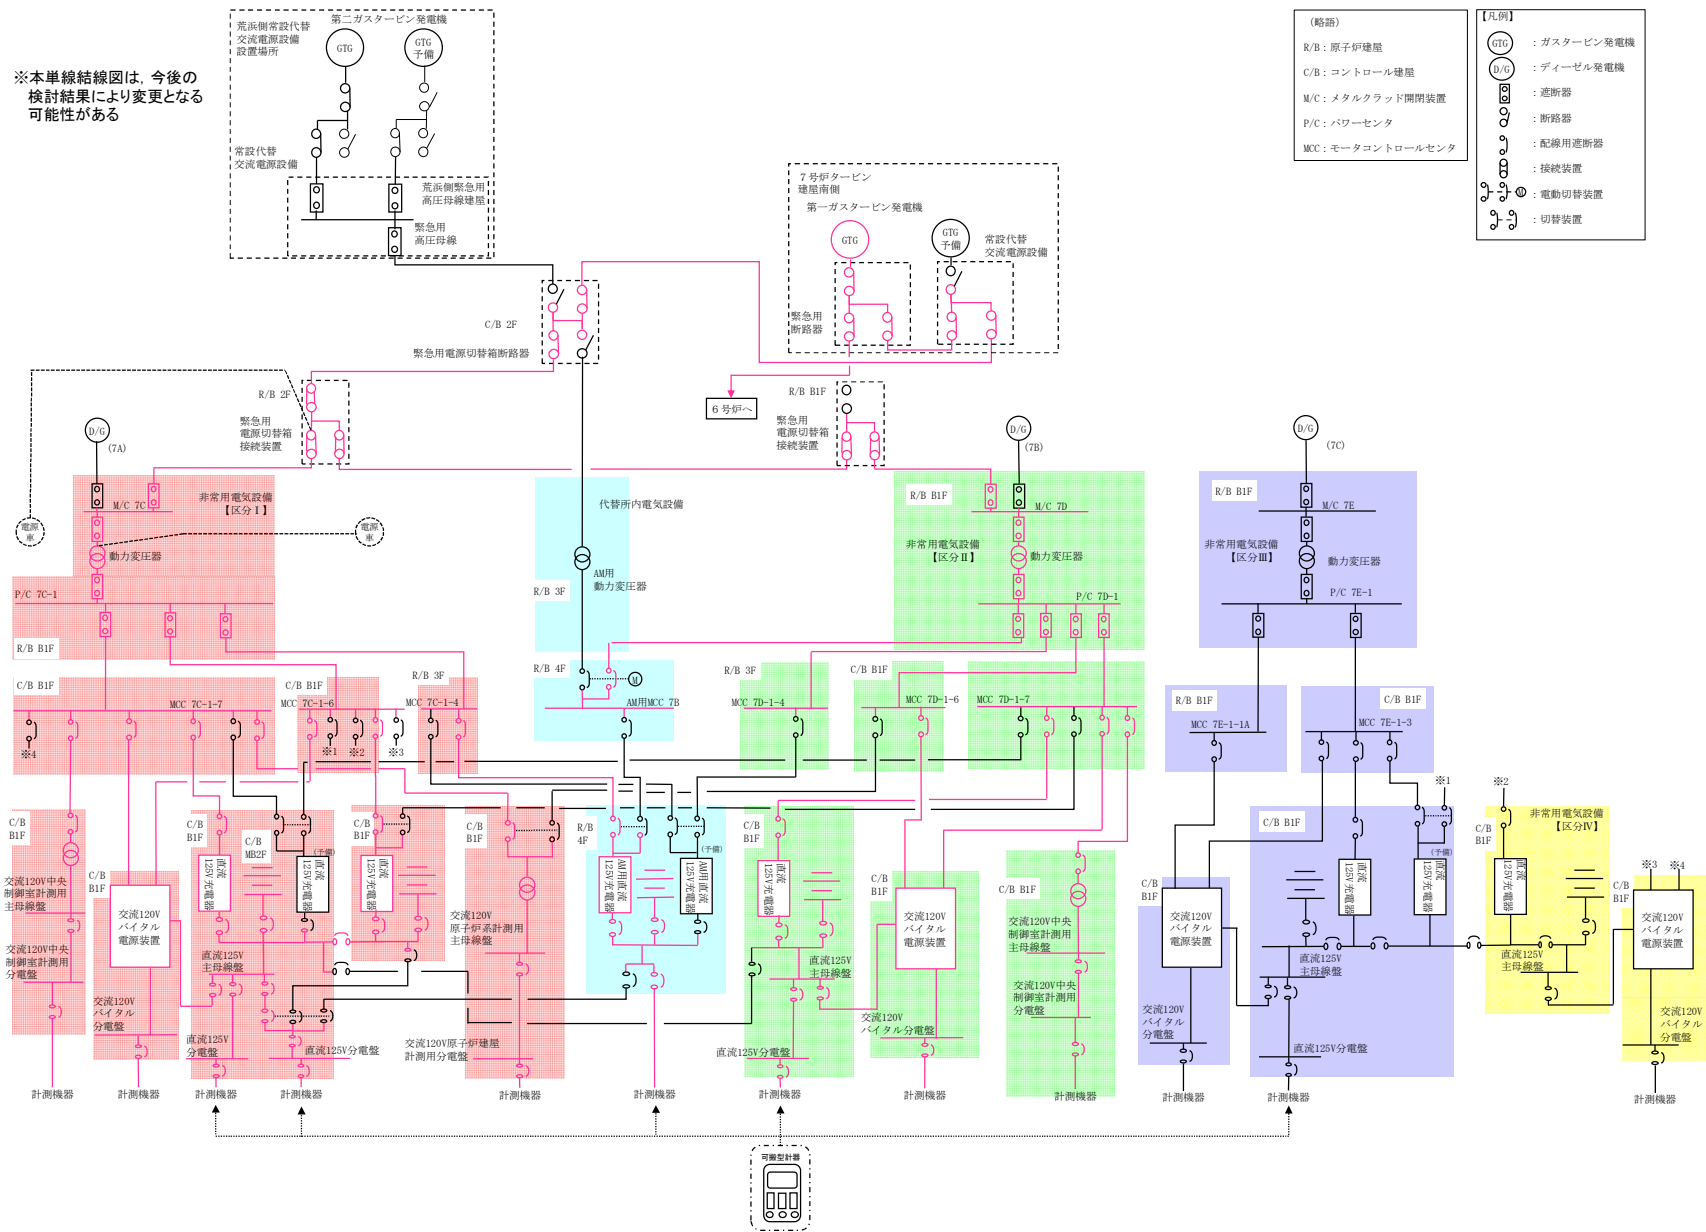 ※本単線結線図は，今後の
検討結果により変更となる
可能性がある
荒浜側常設代替
交流電源設備
設置場所
第二ガスタービン発電機
GTG
GTG
予備
常設代替
交流電源設備
荒浜側緊急用
高圧母線建屋
緊急用
高圧母線
7号炉タービン
建屋南側
第一ガスタービン発電機
GTG
GTG
予備
常設代替
交流電源設備
緊急用
断路器
（略語）
R/B：原子炉建屋
C/B：コントロール建屋
M/C：メタルクラッド開閉装置
P/C：パワーセンタ
MCC：モータコントロールセンタ
【凡例】
GTG
：ガスタービン発電機
D/G
：ディーゼル発電機
：遮断器
：断路器
：配線用遮断器
：接続装置
M
：電動切替装置
：切替装置
C/B 2F
緊急用電源切替箱断路器
R/B 2F
緊急用
電源切替箱
接続装置
6号炉へ
R/B B1F
緊急用
電源切替箱
接続装置
D/G
(7A)
D/G
(7B)
D/G
(7C)
電源
車
電源
車
非常用電気設備
【区分Ⅰ】
M/C 7C
動力変圧器
P/C 7C-1
R/B B1F
代替所内電気設備
AM用
動力変圧器
R/B 3F
R/B B1F
M/C 7D
非常用電気設備
【区分Ⅱ】
動力変圧器
P/C 7D-1
R/B B1F
M/C 7E
非常用電気設備
【区分Ⅲ】
動力変圧器
P/C 7E-1
C/B B1F
MCC 7C-1-7
※4
C/B B1F
MCC 7C-1-6
※1
※2
※3
R/B 3F
MCC 7C-1-4
R/B 4F
M
AM用MCC 7B
R/B 3F
MCC 7D-1-4
C/B B1F
MCC 7D-1-6
MCC 7D-1-7
R/B B1F
MCC 7E-1-1A
C/B B1F
MCC 7E-1-3
※1
※2
C/B
B1F
交流120V中央
制御室計測用
主母線盤
交流120V中央
制御室計測用
分電盤
C/B
B1F
交流120V
バイタル
電源装置
交流120V
バイタル
分電盤
C/B
B1F
直流
125V充電器
C/B
MB2F
（予備）
直流
125V充電器
直流125V
主母線盤
直流125V
分電盤
直流125V分電盤
C/B
B1F
直流
125V充電器
C/B
B1F
交流120V
原子炉系計測用
主母線盤
交流120V原子炉建屋
計測用分電盤
R/B
4F
AM用直流
125V充電器
（予備）
AM用直流
125V充電器
C/B
B1F
直流
125V充電器
直流125V
主母線盤
直流125V分電盤
C/B
B1F
交流120V
バイタル
電源装置
交流120V
バイタル分電盤
C/B B1F
交流120V中央
制御室計測用
主母線盤
交流120V中央
制御室計測用
分電盤
C/B
B1F
交流120V
バイタル
電源装置
交流120V
バイタル
分電盤
C/B B1F
直流
125V充電器
（予備）
直流
125V充電器
直流125V
主母線盤
直流125V分電盤
非常用電気設備
【区分Ⅳ】
C/B
B1F
直流
125V充電器
直流125V
主母線盤
※3
※4
C/B
B1F
交流120V
バイタル
電源装置
交流120V
バイタル
分電盤
計測機器
計測機器
計測機器
計測機器
計測機器
計測機器
計測機器
計測機器
計測機器
計測機器
計測機器
計測機器
可搬型計器